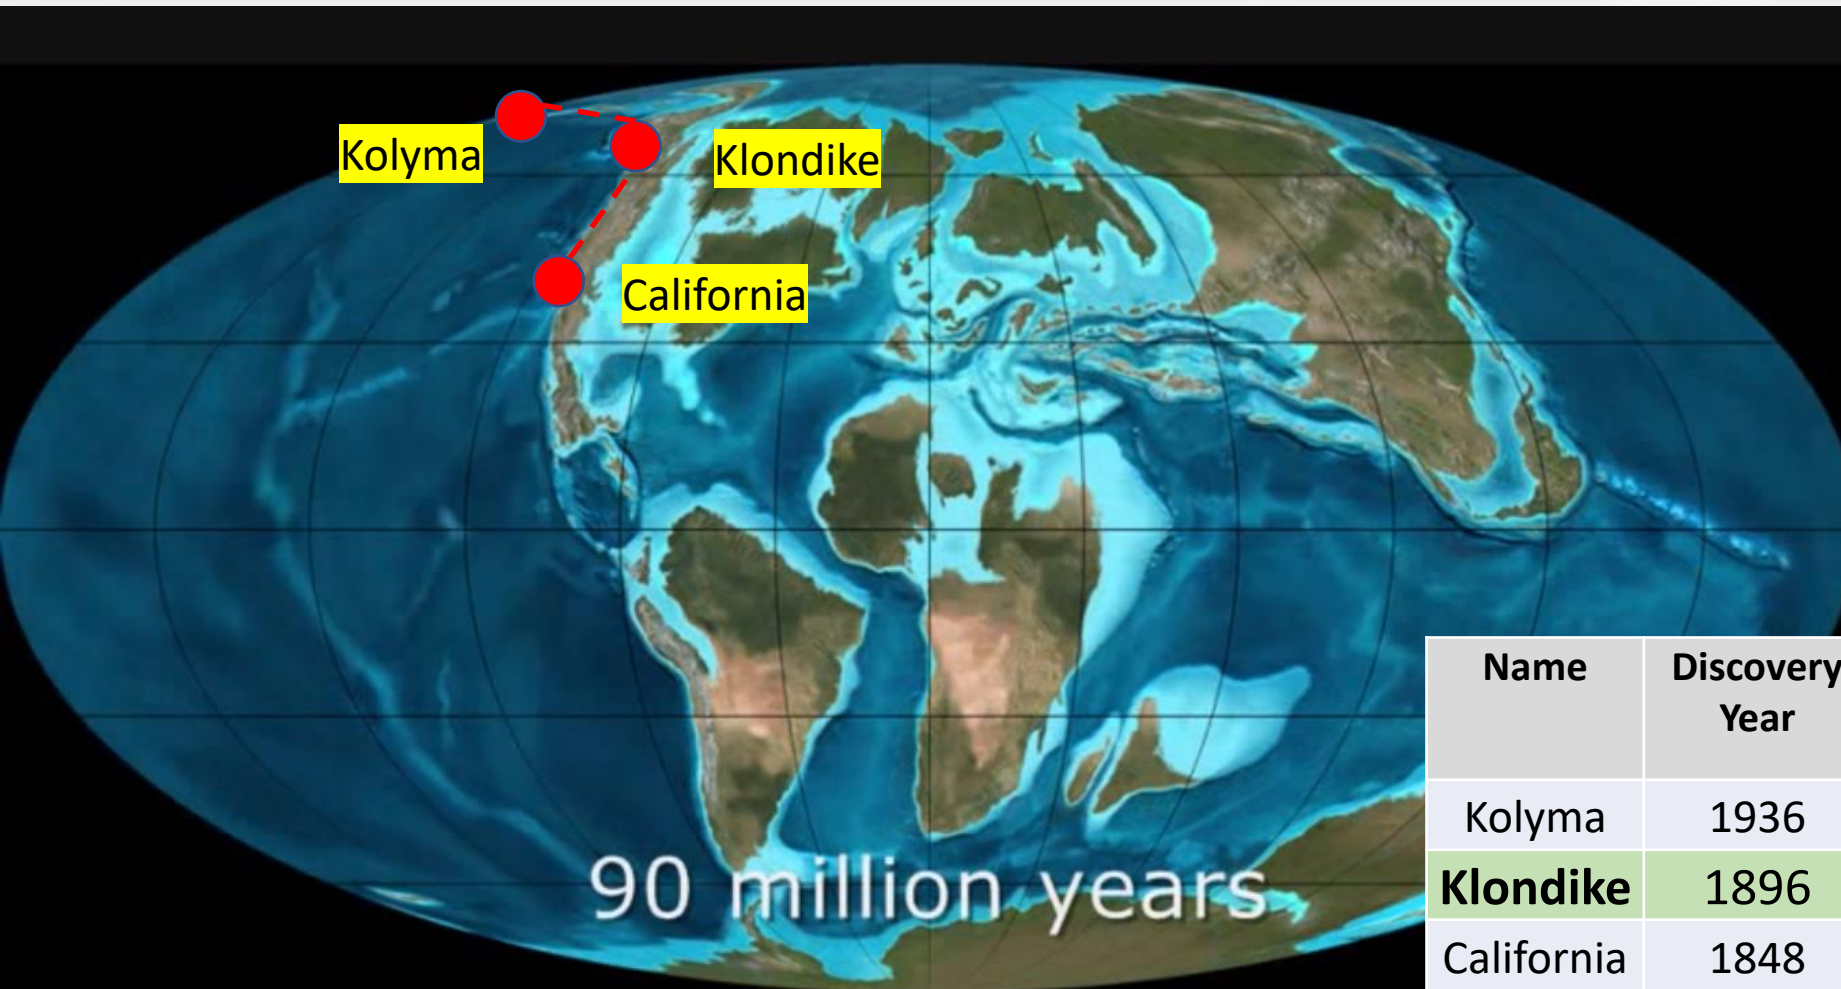 Kolyma
Klondike
California
90 million years
Name Discovery
Year
Kolyma 1936
Klondike 1896
California 1848